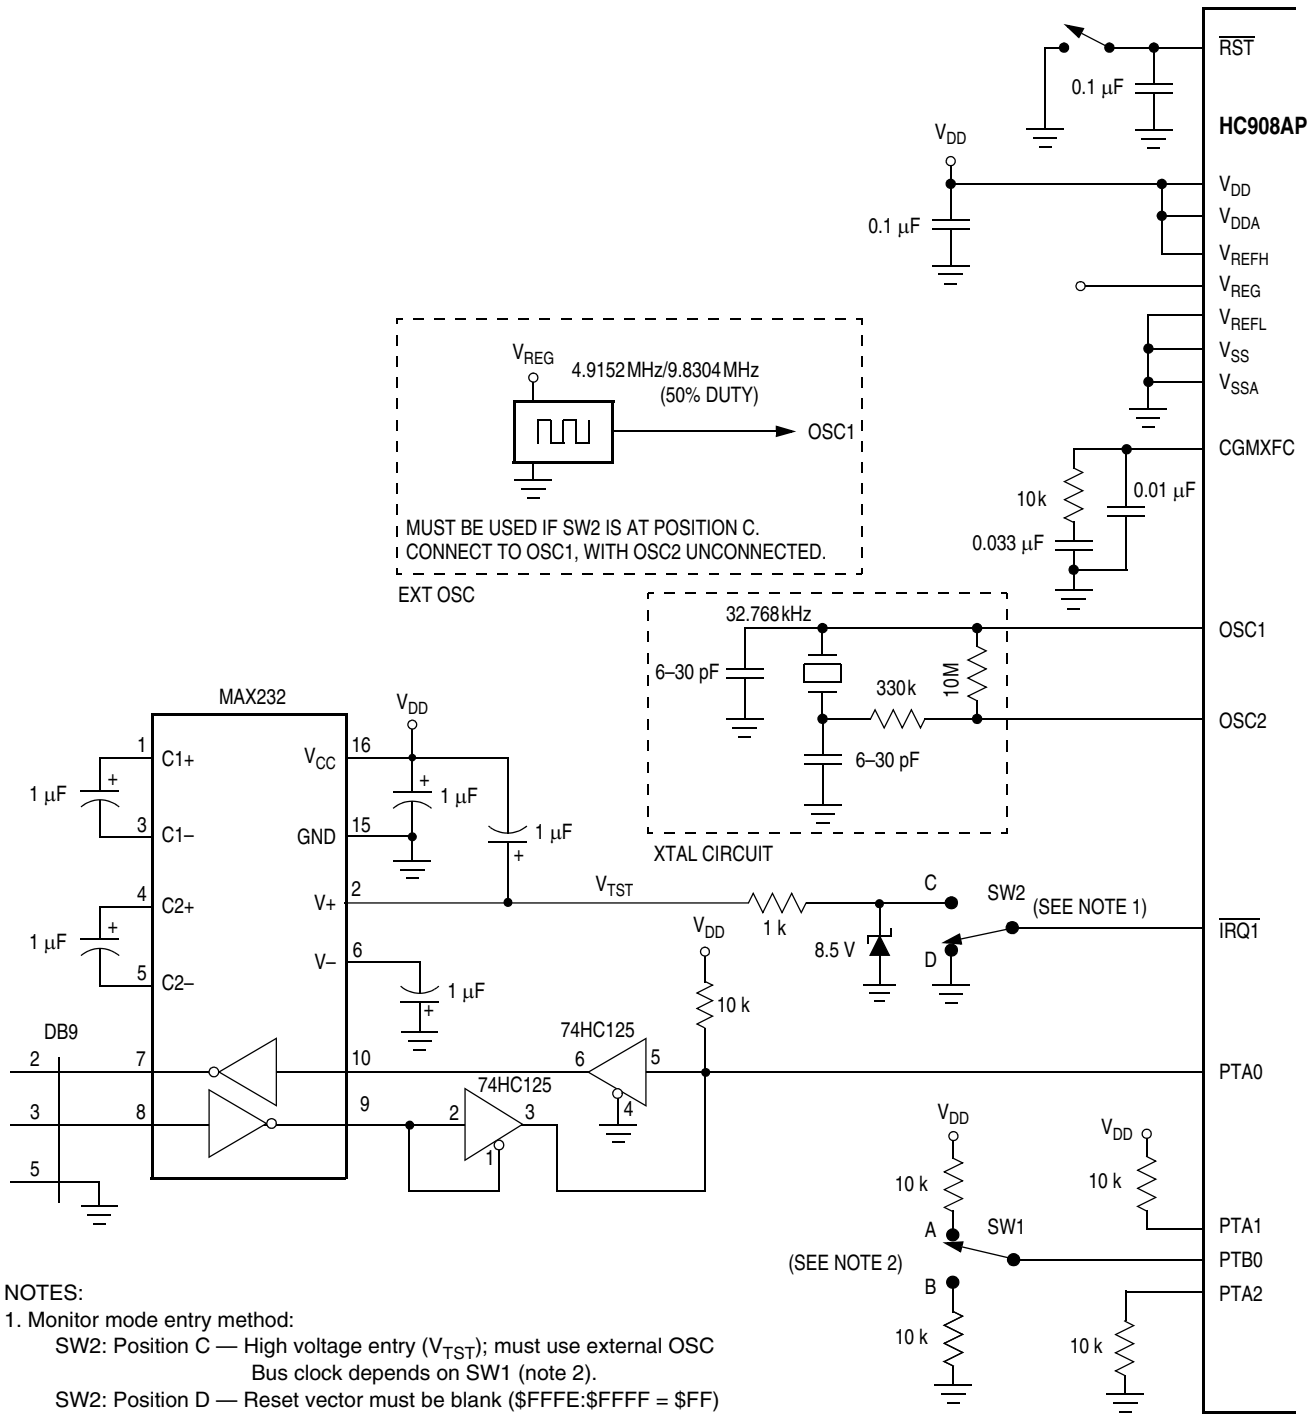 RST
0.1 µF
HC908AP
VDD
VDD
0.1 µF
VDDA
VREFH
VREG
VREFL
VSS
VSSA
VREG
4.9152MHz/9.8304MHz
(50% DUTY)
OSC1
MUST BE USED IF SW2 IS AT POSITION C.
CONNECT TO OSC1, WITH OSC2 UNCONNECTED.
EXT OSC
CGMXFC
10k
0.01 µF
0.033 µF
32.768kHz
OSC1
6–30 pF
330k
10M
OSC2
6–30 pF
XTAL CIRCUIT
MAX232
VDD
1
C1+
VCC
16
1 µF
+
+
1 µF
3
C1–
GND
15
1 µF
+
4
C2+
V+
2
VTST
1 k
8.5 V
C
SW2
(SEE NOTE 1)
D
IRQ1
1 µF
+
5
C2–
V–
6
1 µF
+
VDD
10 k
DB9
2
7
10
74HC125
6
5
4
PTA0
3
8
9
74HC125
2
3
1
5
VDD
VDD
10 k
10 k
A
SW1
PTA1
(SEE NOTE 2)
PTB0
B
PTA2
10 k
10 k
NOTES:
1. Monitor mode entry method:
SW2: Position C — High voltage entry (VTST); must use external OSC
Bus clock depends on SW1 (note 2).
SW2: Position D — Reset vector must be blank ($FFFE:$FFFF = $FF)